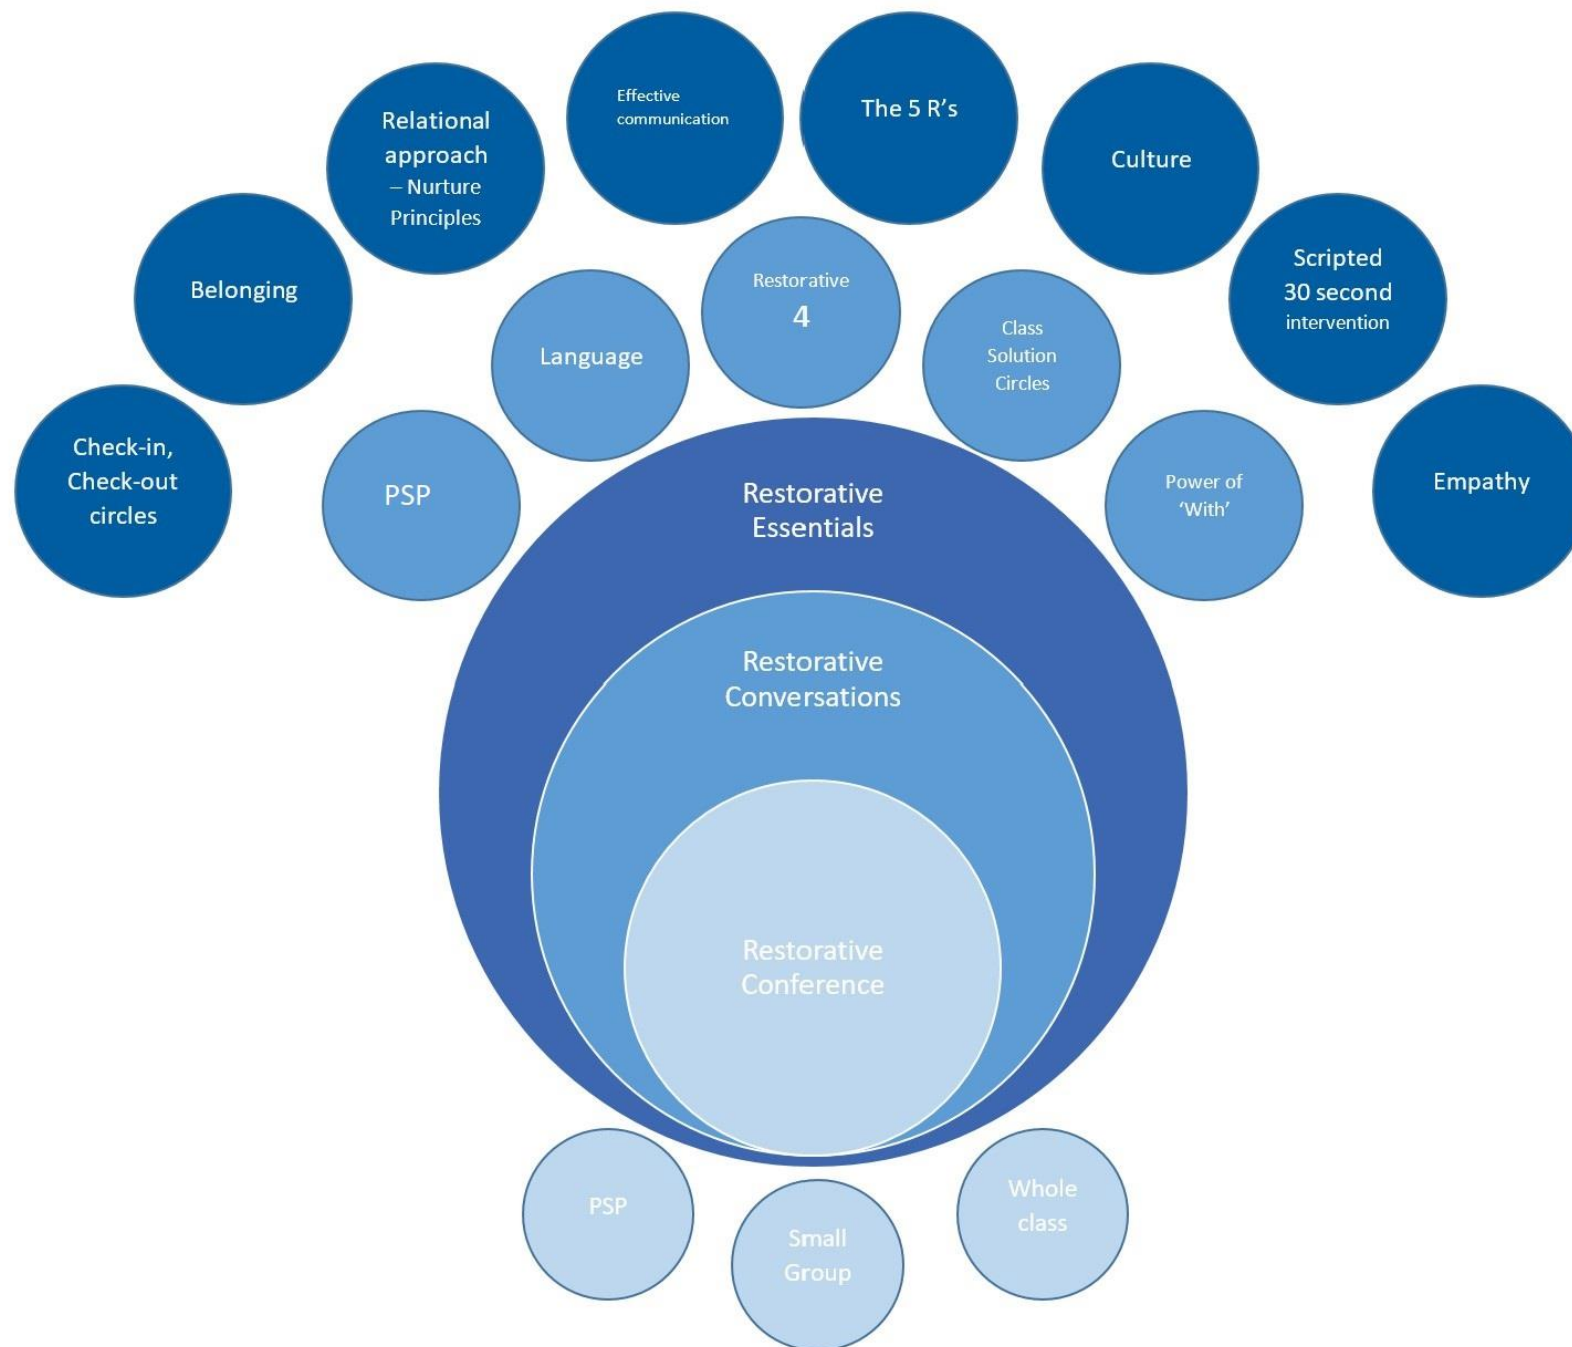 Effective
communication
The 5 R's
Relational
approach
– Nurture
Principles
Culture
Belonging
Scripted
30 second
intervention
Check-in,
Check-out
circles
Empathy
Restorative
4
Language
Class
Solution
Circles
PSP
Power of
‘With’
Restorative
Essentials
Restorative
Conversations
Restorative
Conference
PSP
Small
Group
Whole
class